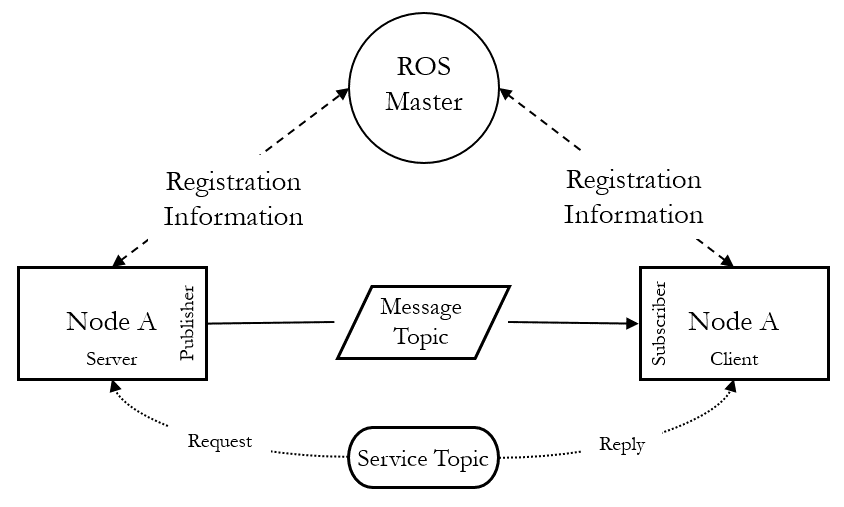 ROS
Master
Registration
Information
Registration
Information
Node A
Server
Publisher
Message
Topic
Subscriber
Node A
Client
Request
Service Topic
Reply